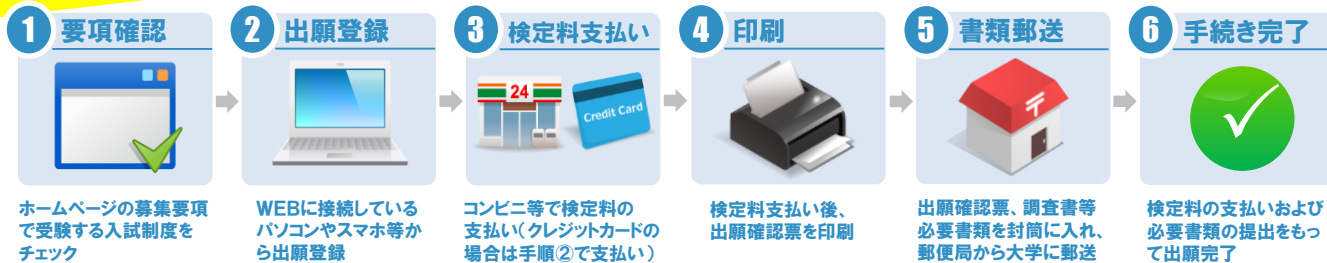 1 要項確認
ホームページの募集要項
で受験する入試制度を
チェック
2 出願登録
WEBに接続している
パソコンやスマホ等か
ら出願登録
3 検定料支払い
24
Credit Card
コンビニ等で検定料の
支払い(クレジットカードの
場合は手順②で支払い)
4 印刷
検定料支払い後、
出願確認票を印刷
5 書類郵送
〒
出願確認票、調査書等
必要書類を封筒に入れ、
郵便局から大学に郵送
6 手続き完了
検定料の支払いおよび
必要書類の提出をもっ
て出願完了